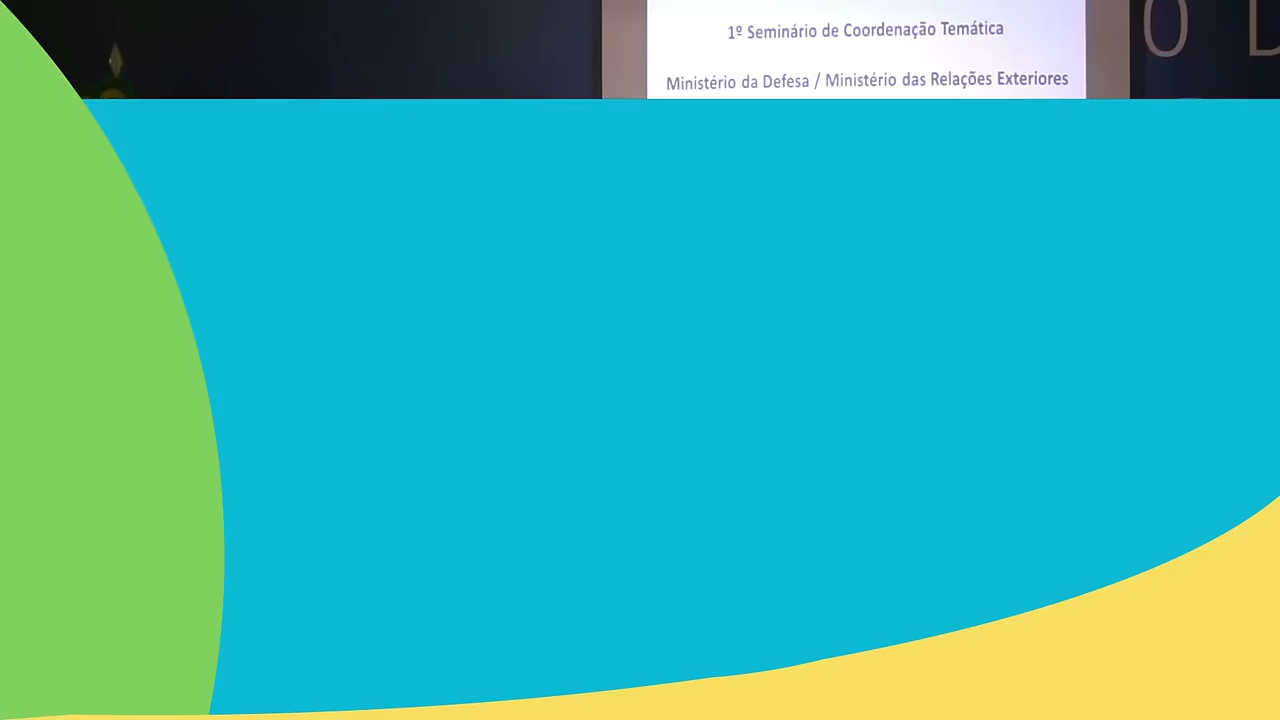 1º Seminário de Coordenação Temática
Ministério da Defesa / Ministério das Relações Exteriores
O D